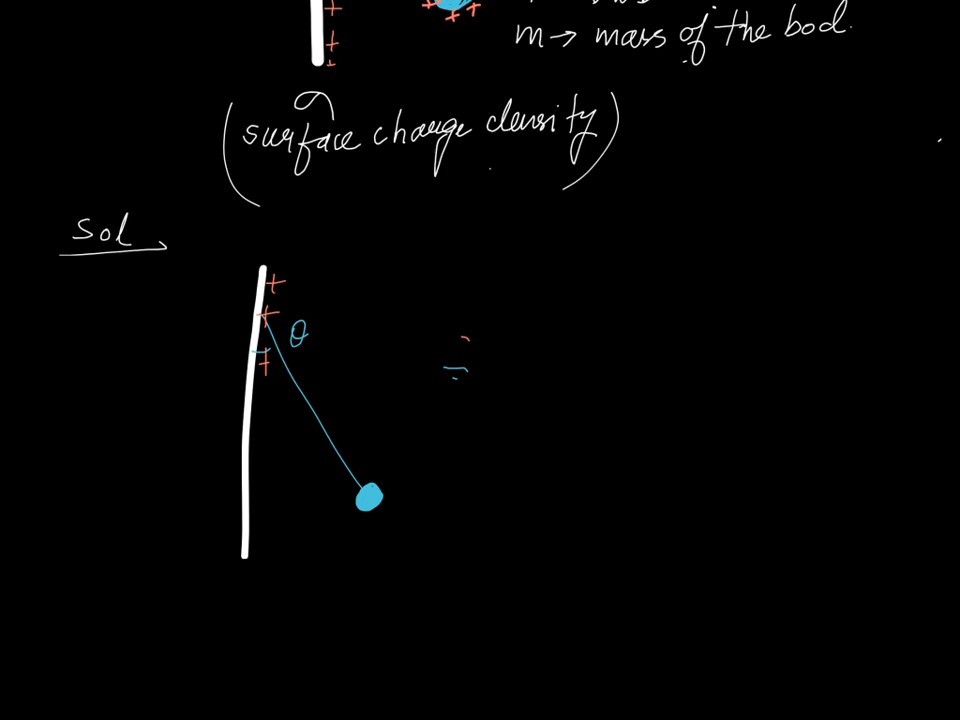 m → mass of the bod
(surface charge density)
Sol
θ